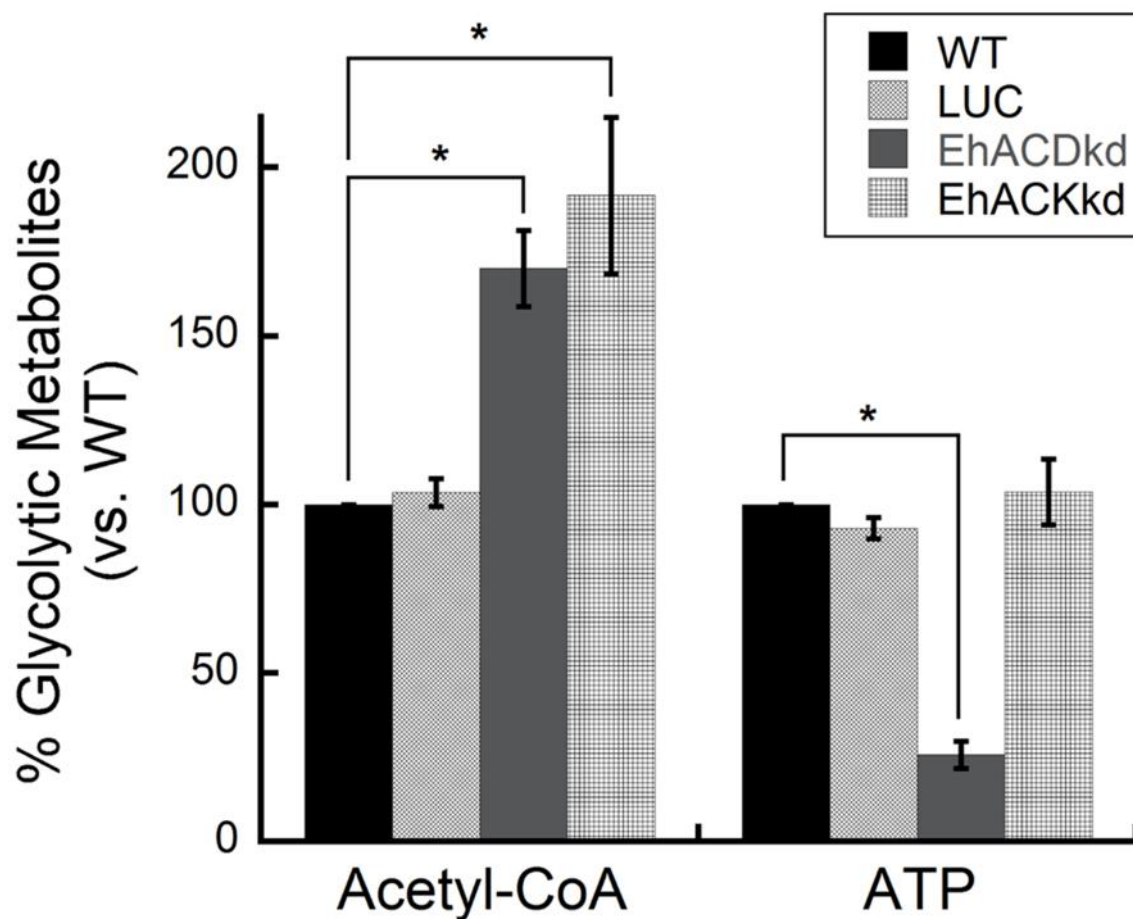 WT
LUC
EhACDkd
EhACKkd
% Glycolytic Metabolites
(vs. WT)
200
150
100
50
0
*
*
*
Acetyl-CoA
ATP